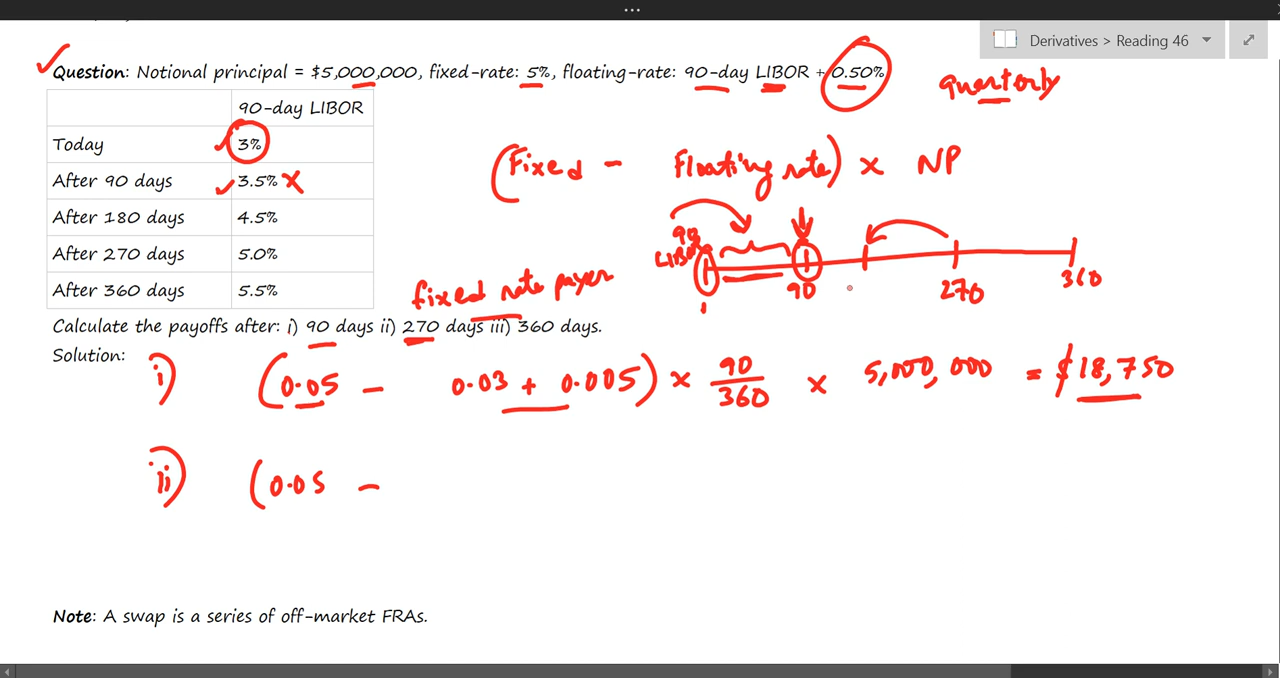 Derivatives > Reading 46
Question: Notional principal = $5,000,000, fixed-rate: 5%, floating-rate: 90-day LIBOR + 0.50%
quarterly
90-day LIBOR
Today 3%
(Fixed - Floating rate) x NP
After 90 days 3.5% x
After 180 days 4.5%
90
LIBOR
After 270 days 5.0%
After 360 days 5.5%
fixed rate payer
90 270 360
Calculate the payoffs after: i) 90 days ii) 270 days iii) 360 days.
Solution:
i) (0.05 - 0.03 + 0.005) x 90/360 x 5,000,000 = $18,750
ii) (0.05 -
Note: A swap is a series of off-market FRAs.